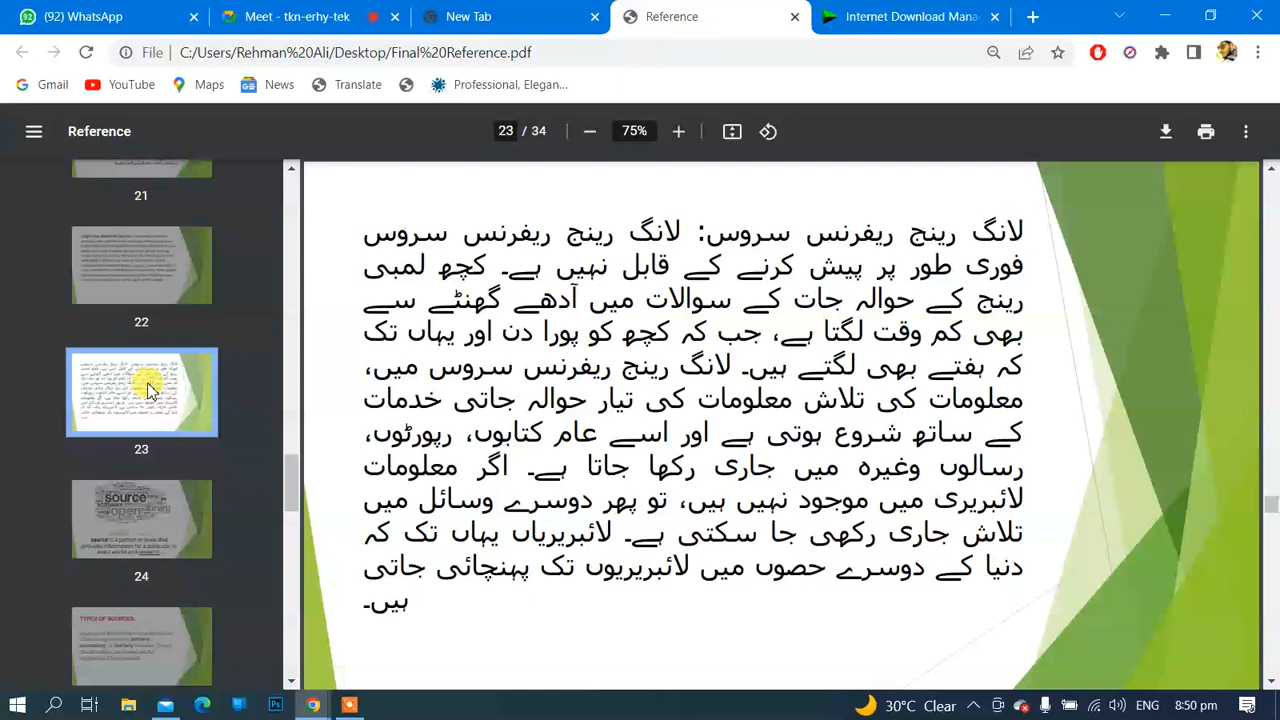 (92) WhatsApp
Meet - tkn-erhy-tek
New Tab
Reference
Internet Download Mana
File
C:/Users/Rehman%20Ali/Desktop/Final%20Reference.pdf
Gmail
YouTube
Maps
News
Translate
Professional, Elegan...
Reference
23 / 34
75%
21
22
23
source
open
source
24
TYPES OF SOURCES:
لانگ رینج ریفرنس سروس: لانگ رینج ریفرنس سروس
فوری طور پر پیش کرنے کے قابل نہیں ہے۔ کچھ لمبی
رینج کے حوالہ جات کے سوالات میں آدھے گھنٹے سے
بھی کم وقت لگتا ہے، جب کہ کچھ کو پورا دن اور یہاں تک
کہ ہفتے بھی لگتے ہیں۔ لانگ رینج ریفرنس سروس میں،
معلومات کی تلاش معلومات کی تیار حوالہ جاتی خدمات
کے ساتھ شروع ہوتی ہے اور اسے عام کتابوں، رپورٹوں،
رسالوں وغیرہ میں جاری رکھا جاتا ہے۔ اگر معلومات
لائبریری میں موجود نہیں ہیں، تو پھر دوسرے وسائل میں
تلاش جاری رکھی جا سکتی ہے۔ لائبریریاں یہاں تک کہ
دنیا کے دوسرے حصوں میں لائبریریوں تک پہنچائی جاتی
ہیں۔
30°C Clear
ENG
8:50 pm